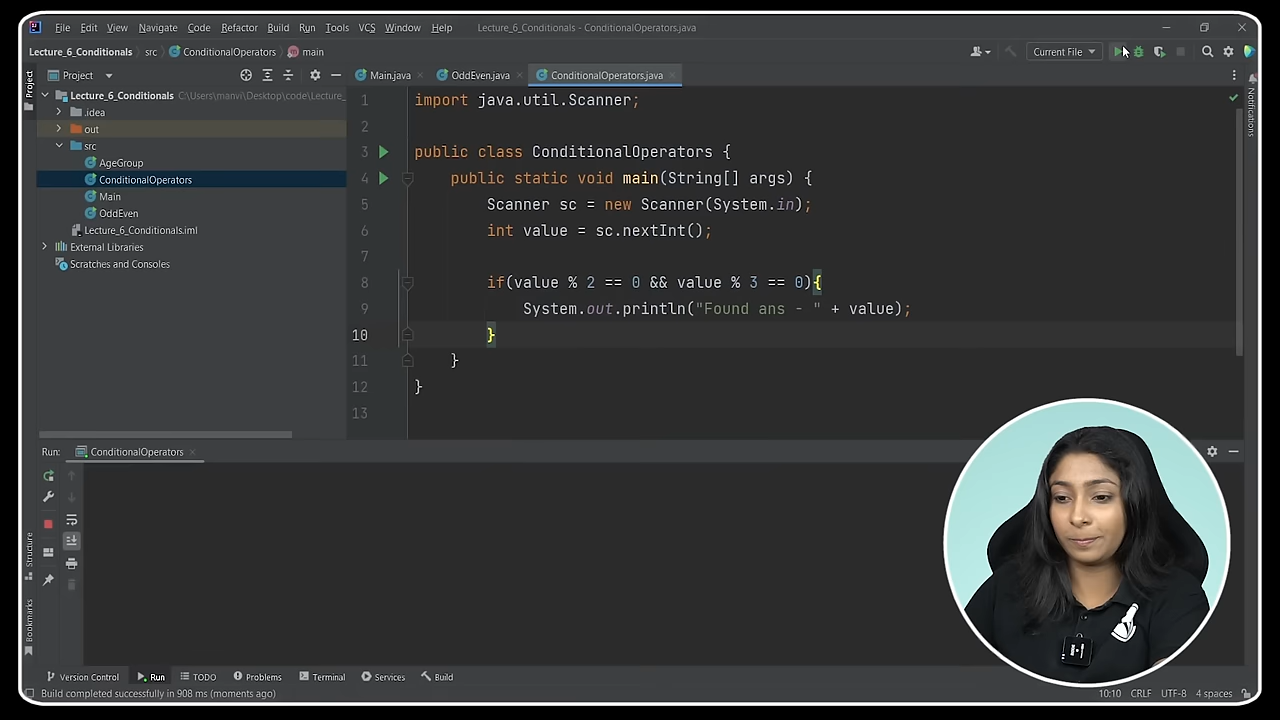 File Edit View Navigate Code Refactor Build Run Tools VCS Window Help Lecture_6_Conditionals - ConditionalOperators.java
Lecture_6_Conditionals src ConditionalOperators main Current File
Project Main.java OddEven.java ConditionalOperators.java
Lecture_6_Conditionals C:\Users\manvi\Desktop\code\Lecture_
.idea
out
src
AgeGroup
ConditionalOperators
Main
OddEven
Lecture_6_Conditionals.iml
External Libraries
Scratches and Consoles
1 import java.util.Scanner;
2
3 public class ConditionalOperators {
4 public static void main(String[] args) {
5 Scanner sc = new Scanner(System.in);
6 int value = sc.nextInt();
7
8 if(value % 2 == 0 && value % 3 == 0){
9 System.out.println("Found ans - " + value);
10 }
11 }
12 }
13
Project
Structure
Bookmarks
Notifications
Run: ConditionalOperators
Version Control Run TODO Problems Terminal Services Build
Build completed successfully in 908 ms (moments ago) 10:10 CRLF UTF-8 4 spaces